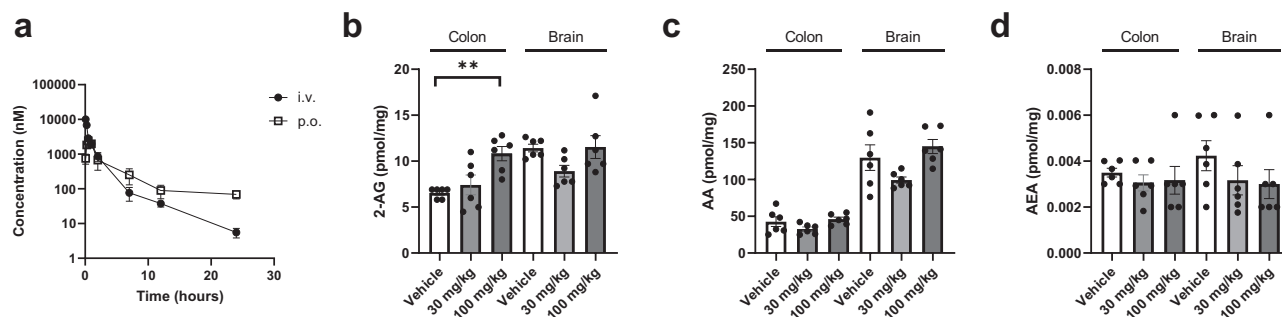 a
100000
10000
1000
100
10
1
Concentration (nM)
0
10
20
30
Time (hours)
i.v.
p.o.
b
Colon
Brain
**
20
15
10
5
0
2-AG (pmol/mg)
Vehicle
30 mg/kg
100 mg/kg
Vehicle
30 mg/kg
100 mg/kg
c
Colon
Brain
250
200
150
100
50
0
AA (pmol/mg)
Vehicle
30 mg/kg
100 mg/kg
Vehicle
30 mg/kg
100 mg/kg
d
Colon
Brain
0.008
0.006
0.004
0.002
0.000
AEA (pmol/mg)
Vehicle
30 mg/kg
100 mg/kg
Vehicle
30 mg/kg
100 mg/kg